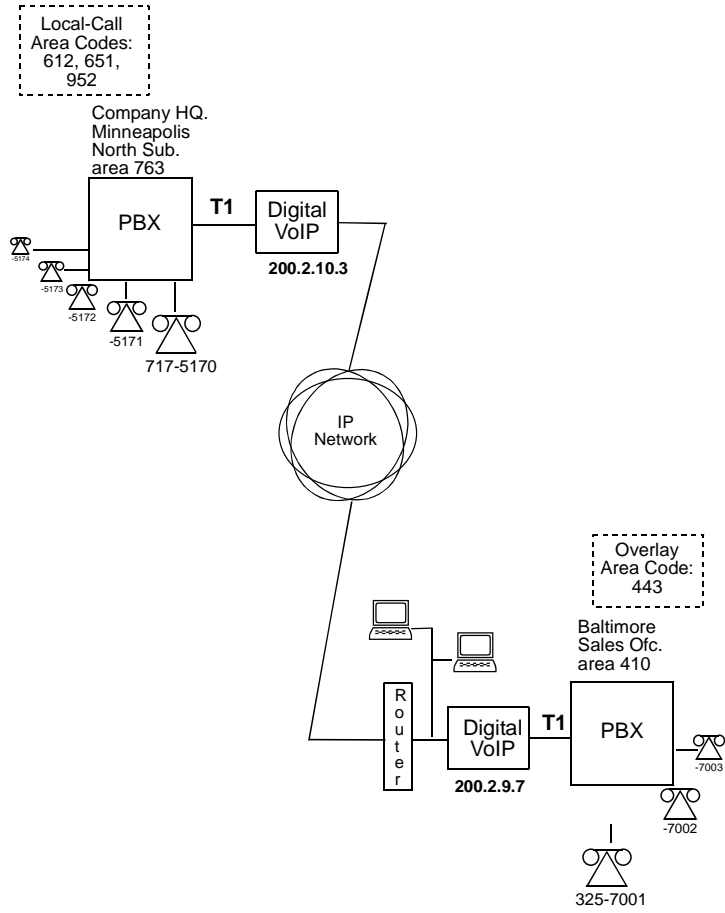 Local-Call
Area Codes:
612, 651,
952
Company HQ.
Minneapolis
North Sub.
area 763
PBX
T1
Digital
VoIP
200.2.10.3
-5174
-5173
-5172
-5171
717-5170
IP
Network
Overlay
Area Code:
443
Baltimore
Sales Ofc.
area 410
Router
Digital
VoIP
T1
PBX
200.2.9.7
-7003
-7002
325-7001